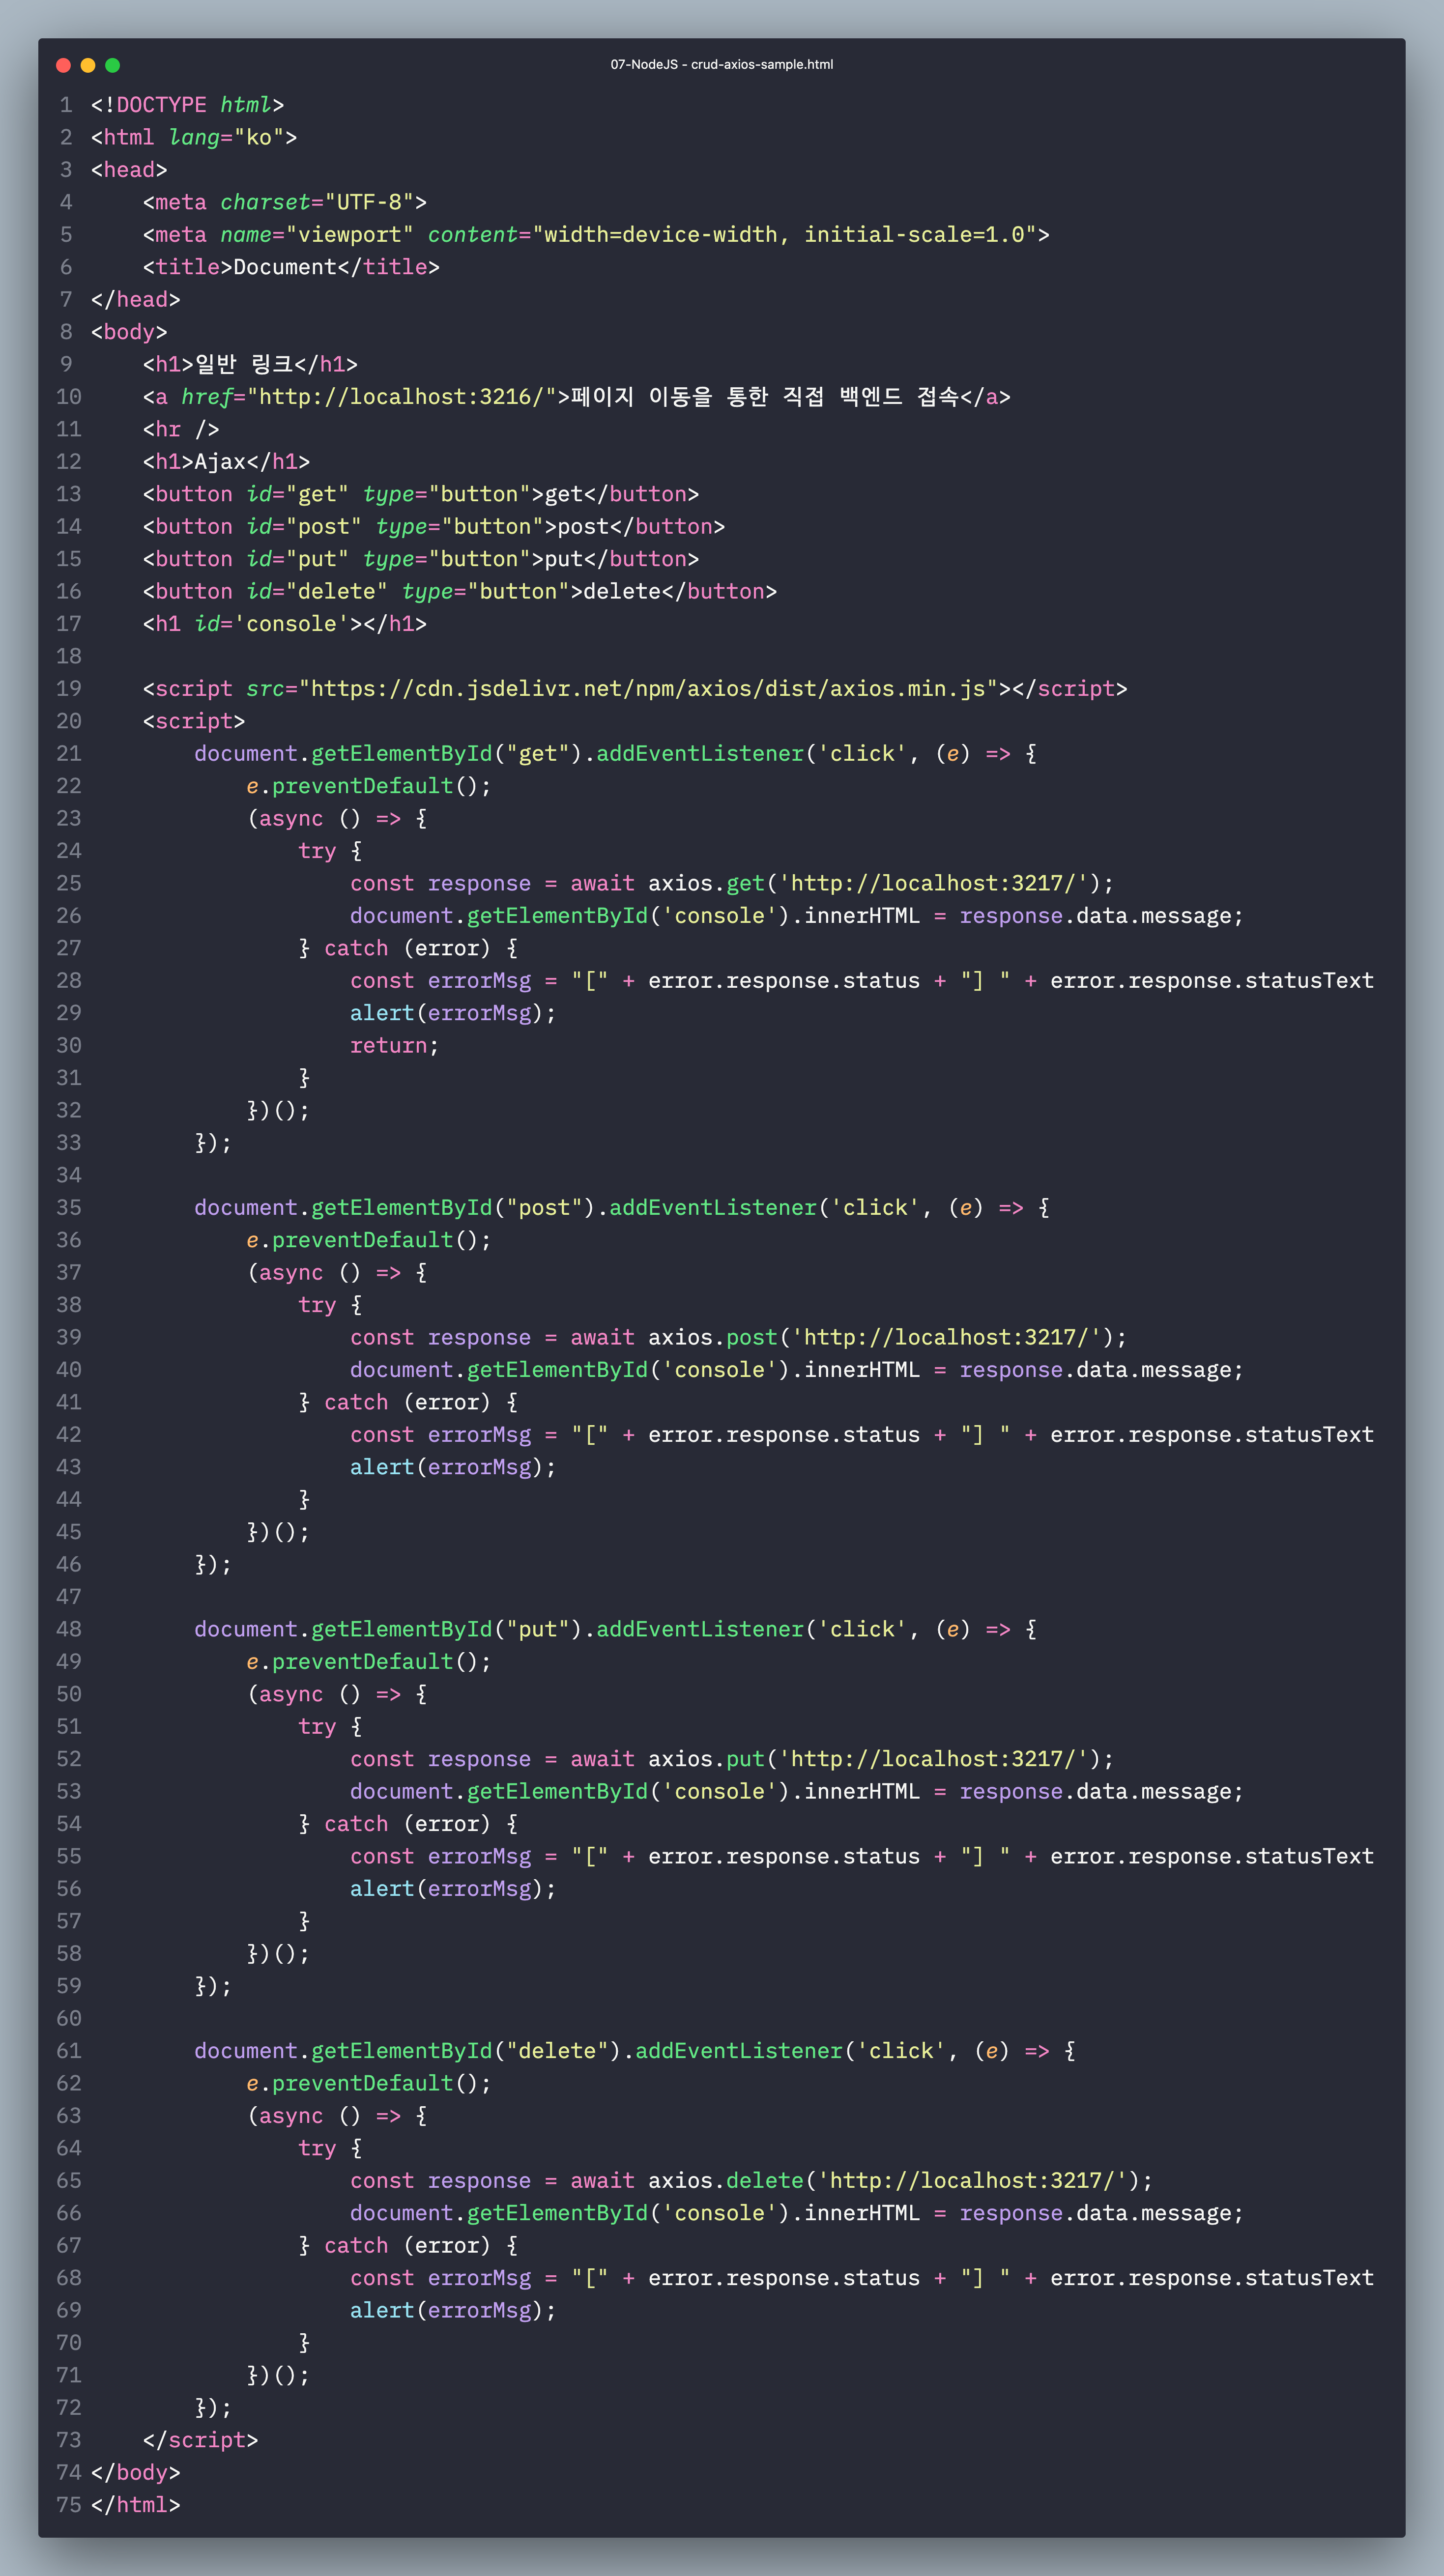 07-NodeJS - crud-axios-sample.html
1 <!DOCTYPE html>
2 <html lang="ko">
3 <head>
4     <meta charset="UTF-8">
5     <meta name="viewport" content="width=device-width, initial-scale=1.0">
6     <title>Document</title>
7 </head>
8 <body>
9     <h1>일반 링크</h1>
10     <a href="http://localhost:3216/">페이지 이동을 통한 직접 백엔드 접속</a>
11     <hr />
12     <h1>Ajax</h1>
13     <button id="get" type="button">get</button>
14     <button id="post" type="button">post</button>
15     <button id="put" type="button">put</button>
16     <button id="delete" type="button">delete</button>
17     <h1 id='console'></h1>
18
19     <script src="https://cdn.jsdelivr.net/npm/axios/dist/axios.min.js"></script>
20     <script>
21         document.getElementById("get").addEventListener('click', (e) => {
22             e.preventDefault();
23             (async () => {
24                 try {
25                     const response = await axios.get('http://localhost:3217/');
26                     document.getElementById('console').innerHTML = response.data.message;
27                 } catch (error) {
28                     const errorMsg = "[" + error.response.status + "] " + error.response.statusText
29                     alert(errorMsg);
30                     return;
31                 }
32             })();
33         });
34
35         document.getElementById("post").addEventListener('click', (e) => {
36             e.preventDefault();
37             (async () => {
38                 try {
39                     const response = await axios.post('http://localhost:3217/');
40                     document.getElementById('console').innerHTML = response.data.message;
41                 } catch (error) {
42                     const errorMsg = "[" + error.response.status + "] " + error.response.statusText
43                     alert(errorMsg);
44                 }
45             })();
46         });
47
48         document.getElementById("put").addEventListener('click', (e) => {
49             e.preventDefault();
50             (async () => {
51                 try {
52                     const response = await axios.put('http://localhost:3217/');
53                     document.getElementById('console').innerHTML = response.data.message;
54                 } catch (error) {
55                     const errorMsg = "[" + error.response.status + "] " + error.response.statusText
56                     alert(errorMsg);
57                 }
58             })();
59         });
60
61         document.getElementById("delete").addEventListener('click', (e) => {
62             e.preventDefault();
63             (async () => {
64                 try {
65                     const response = await axios.delete('http://localhost:3217/');
66                     document.getElementById('console').innerHTML = response.data.message;
67                 } catch (error) {
68                     const errorMsg = "[" + error.response.status + "] " + error.response.statusText
69                     alert(errorMsg);
70                 }
71             })();
72         });
73     </script>
74 </body>
75 </html>